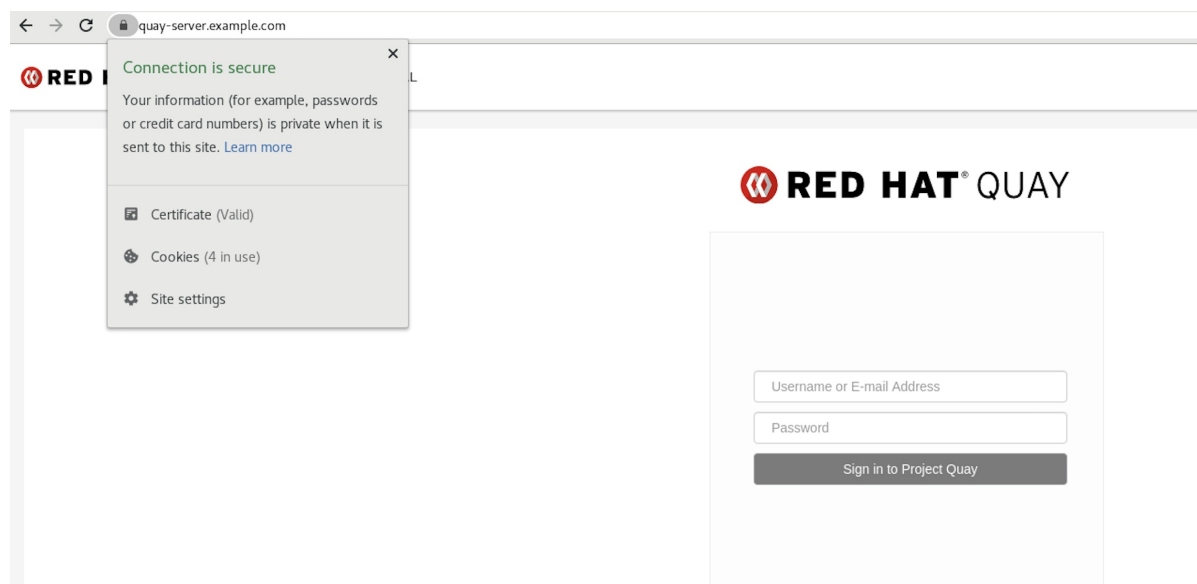 quay-server.example.com
RED
L
Connection is secure
Your information (for example, passwords
or credit card numbers) is private when it is
sent to this site. Learn more
Certificate (Valid)
Cookies (4 in use)
Site settings
RED HAT® QUAY
Username or E-mail Address
Password
Sign in to Project Quay